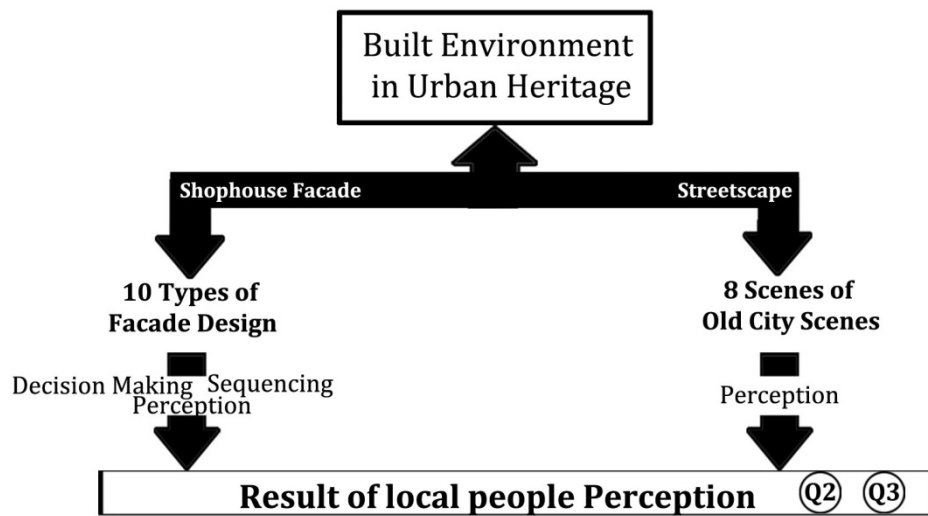 Built Environment
in Urban Heritage
Shophouse Facade
Streetscape
10 Types of
Facade Design
8 Scenes of
Old City Scenes
Decision Making
Sequencing
Perception
Perception
Result of local people Perception Q2 Q3